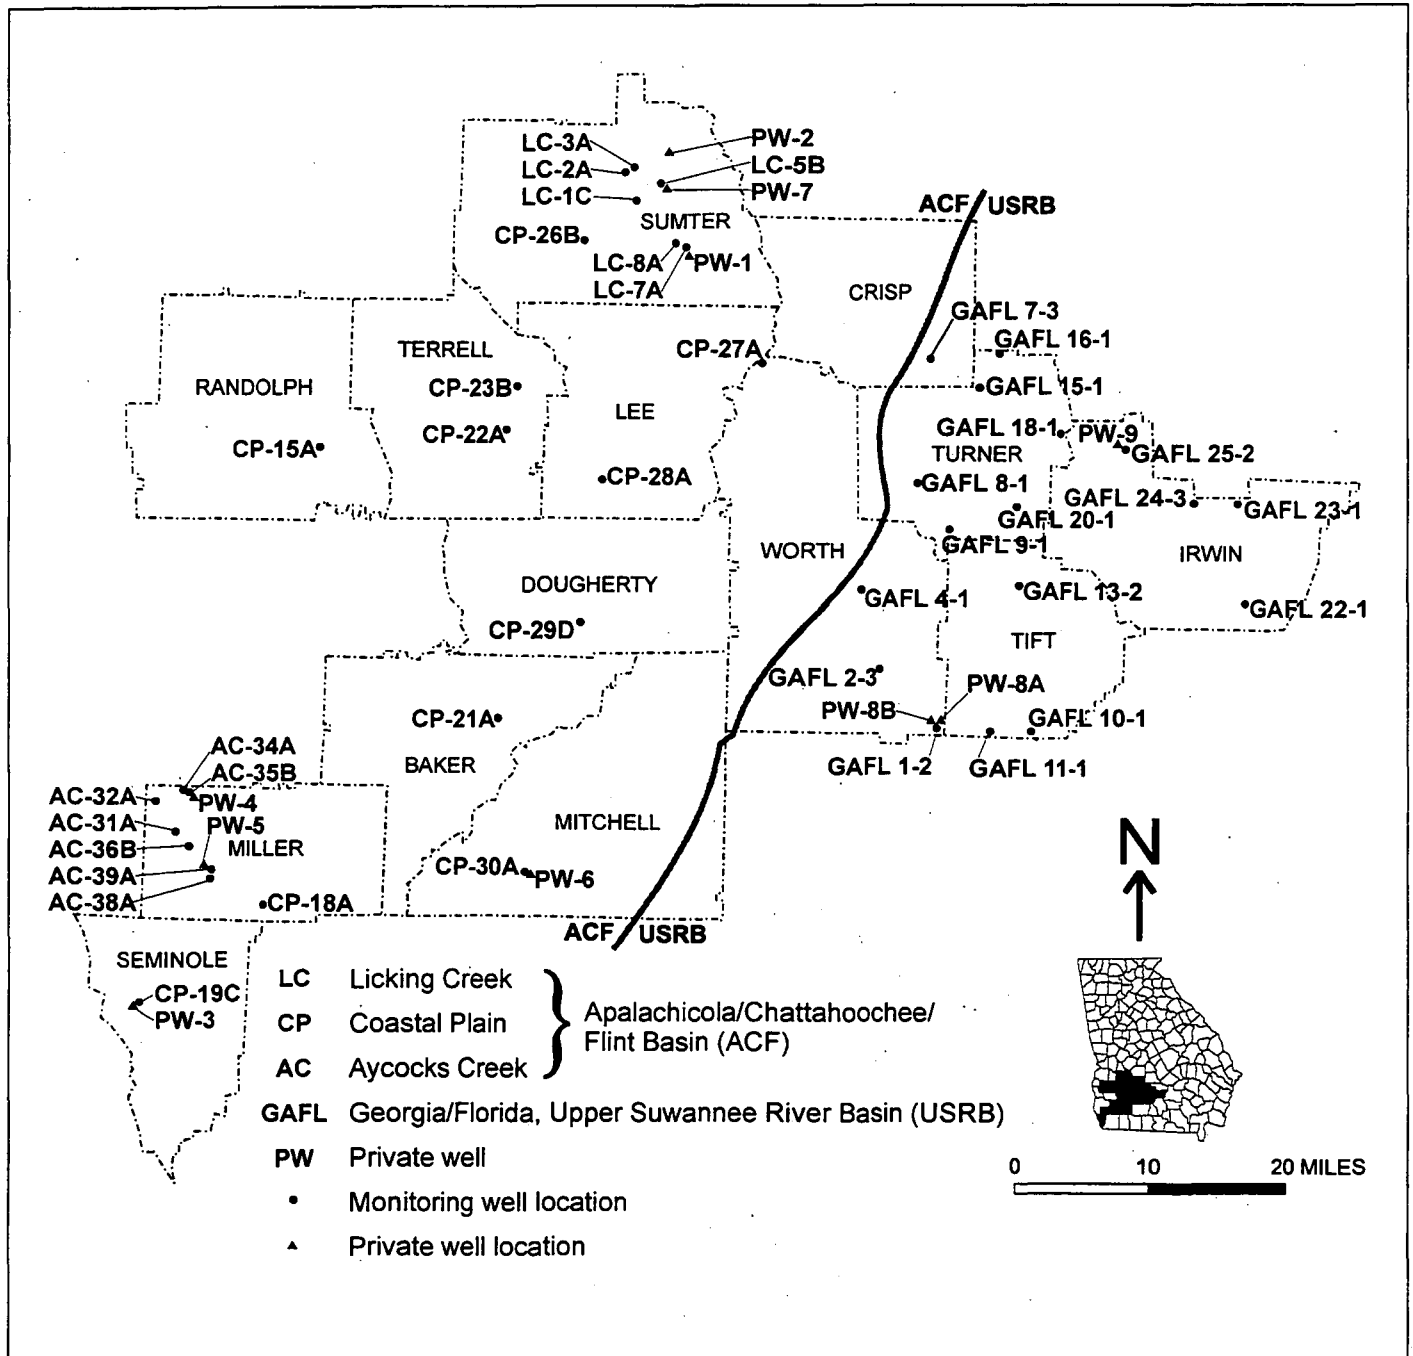 LC-3A
PW-2
LC-2A
LC-5B
LC-1C
PW-7
ACF USRB
SUMTER
CP-26B
LC-8A
PW-1
LC-7A
CRISP
GAFL 7-3
GAFL 16-1
TERRELL
CP-27A
RANDOLPH
CP-23B
GAFL 15-1
LEE
CP-22A
GAFL 18-1
PW-9
CP-15A
TURNER
GAFL 25-2
CP-28A
GAFL 8-1
GAFL 24-3
GAFL 23-1
GAFL 20-1
WORTH
GAFL 9-1
IRWIN
DOUGHERTY
GAFL 4-1
GAFL 13-2
GAFL 22-1
CP-29D
TIFT
GAFL 2-3
PW-8A
PW-8B
CP-21A
GAFL 10-1
AC-34A
BAKER
GAFL 1-2
GAFL 11-1
AC-35B
AC-32A
PW-4
AC-31A
PW-5
MITCHELL
AC-36B
MILLER
AC-39A
CP-30A
PW-6
AC-38A
CP-18A
N
ACF USRB
SEMINOLE
CP-19C
PW-3
LC Licking Creek
CP Coastal Plain
AC Aycocks Creek
Apalachicola/Chattahoochee/
Flint Basin (ACF)
GAFL Georgia/Florida, Upper Suwannee River Basin (USRB)
PW Private well
Monitoring well location
Private well location
0 10 20 MILES